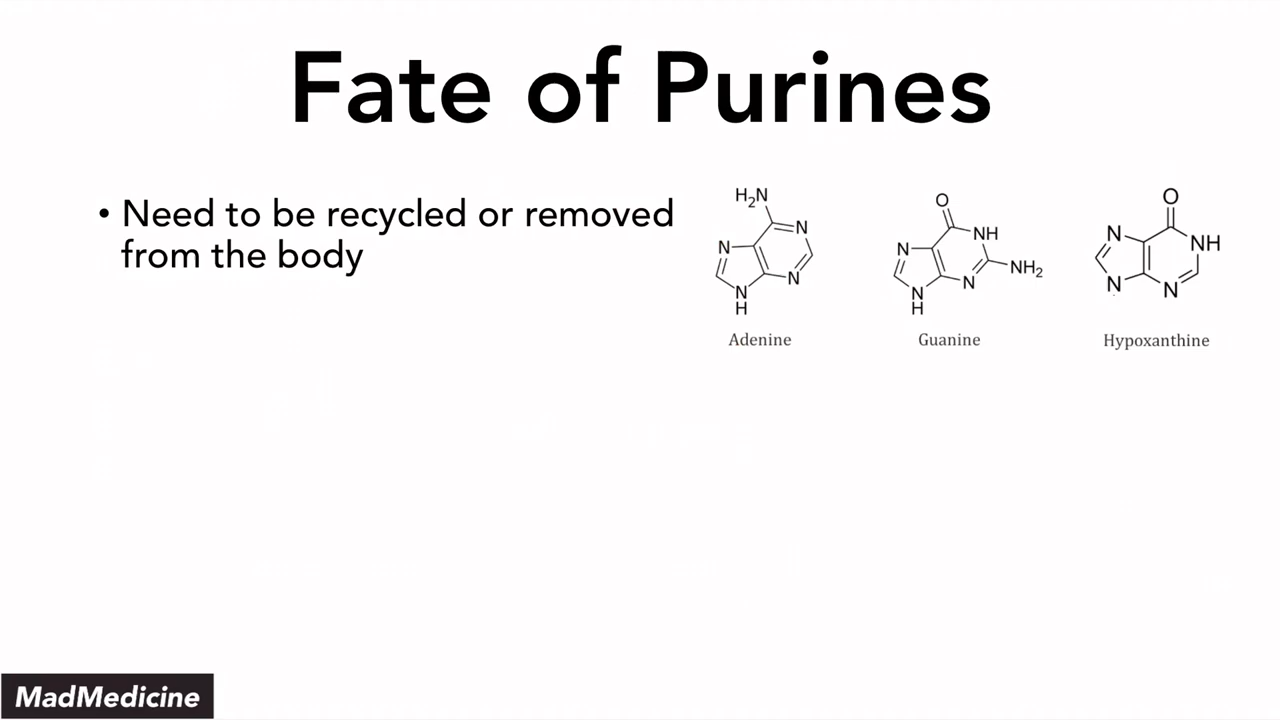 Fate of Purines
• Need to be recycled or removed
from the body
H₂N
N
N
N
N
H
Adenine
O
NH
N
NH₂
N
N
H
Guanine
O
N
NH
N
N
Hypoxanthine
MadMedicine